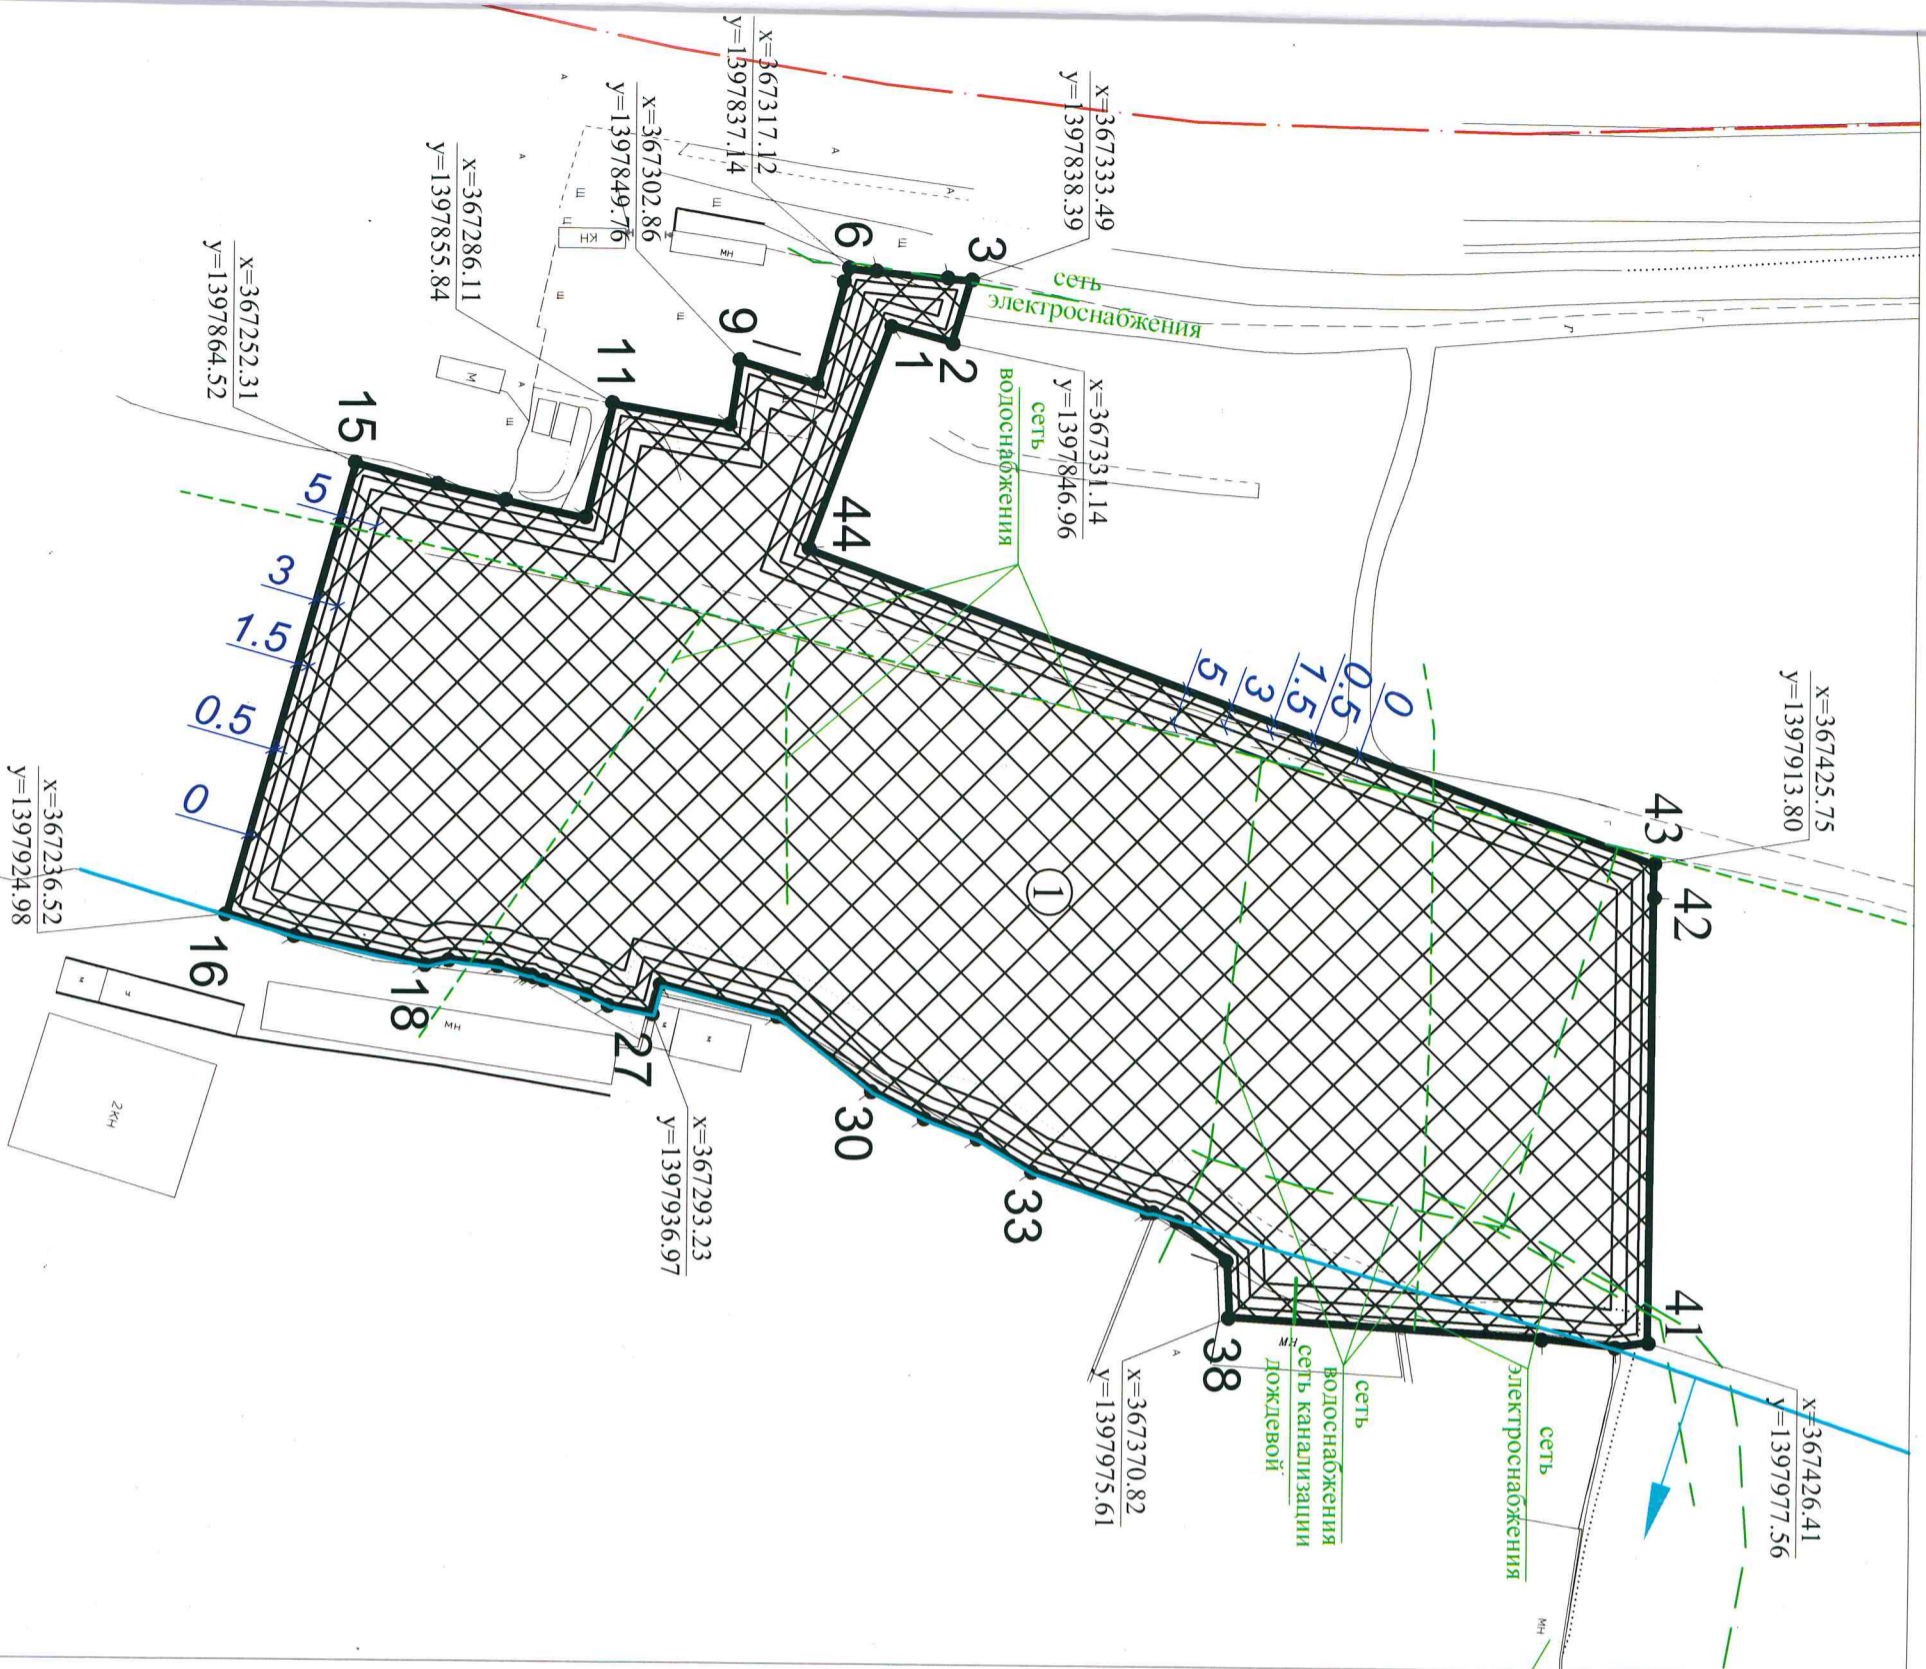 x=367333.49
y=1397838.39
x=367317.12
y=1397837.14
x=367302.86
y=1397849.76
x=367286.11
y=1397855.84
x=367252.31
y=1397864.52
x=367331.14
y=1397846.96
x=367425.75
y=1397913.80
x=367236.52
y=1397924.98
x=367293.23
y=1397936.97
x=367370.82
y=1397975.61
x=367426.41
y=1397977.56
3
6
2
1
9
11
15
44
43
42
41
16
18
27
30
33
38
1
сеть
электроснабжения
сеть
водоснабжения
сеть
водоснабжения
сеть канализации
дождевой
сеть
электроснабжения
5
3
1.5
0.5
0
0
0.5
1.5
3
5
КН
МН
М
МН
2КН
МН
МН
м
ч
м
м
А
А
А
А
А
А
Ш
Ш
Ш
Ш
Ш
Ш
Ш
Г